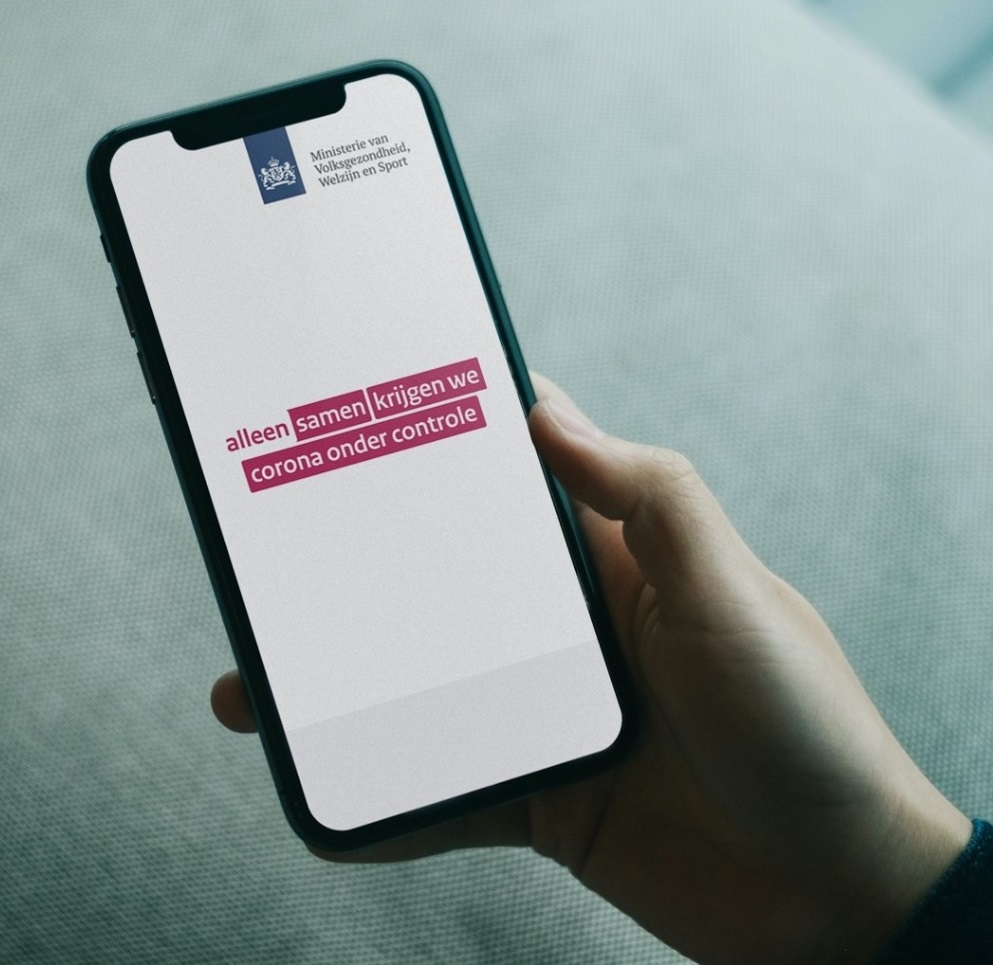 Ministerie van
Volksgezondheid,
Welzijn en Sport
alleen samen krijgen we
corona onder controle